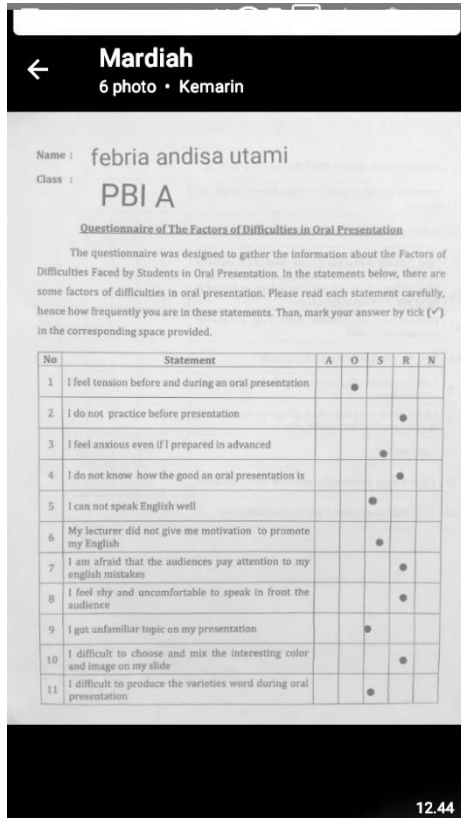 Mardiah
6 photo • Kemarin
Name : febria andisa utami
Class : PBI A
Questionnaire of The Factors of Difficulties in Oral Presentation
The questionnaire was designed to gather the information about the Factors of
Difficulties Faced by Students in Oral Presentation. In the statements below, there are
some factors of difficulties in oral presentation. Please read each statement carefully,
hence how frequently you are in these statements. Than, mark your answer by tick (✓)
in the corresponding space provided.
No Statement A O S R N
1 I feel tension before and during an oral presentation
2 I do not practice before presentation
3 I feel anxious even if I prepared in advanced
4 I do not know how the good an oral presentation is
5 I can not speak English well
6 My lecturer did not give me motivation to promote
my English
7 I am afraid that the audiences pay attention to my
english mistakes
8 I feel shy and uncomfortable to speak in front the
audience
9 I got unfamiliar topic on my presentation
10 I difficult to choose and mix the interesting color
and image on my slide
11 I difficult to produce the varieties word during oral
presentation
12.44